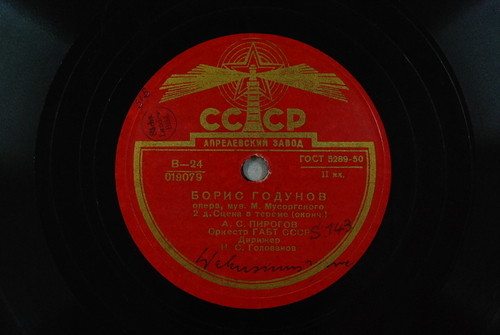 СССР
АПРЕЛЕВСКИЙ ЗАВОД
В—24
019079
ГОСТ 5289-50
II кл.
БОРИС ГОДУНОВ
опера, муз. М. Мусоргского
2 д. Сцена в тереме (оконч.)
А. С. ПИРОГОВ
Оркестр ГАБТ СССР
Дирижер
Н. С. Голованов